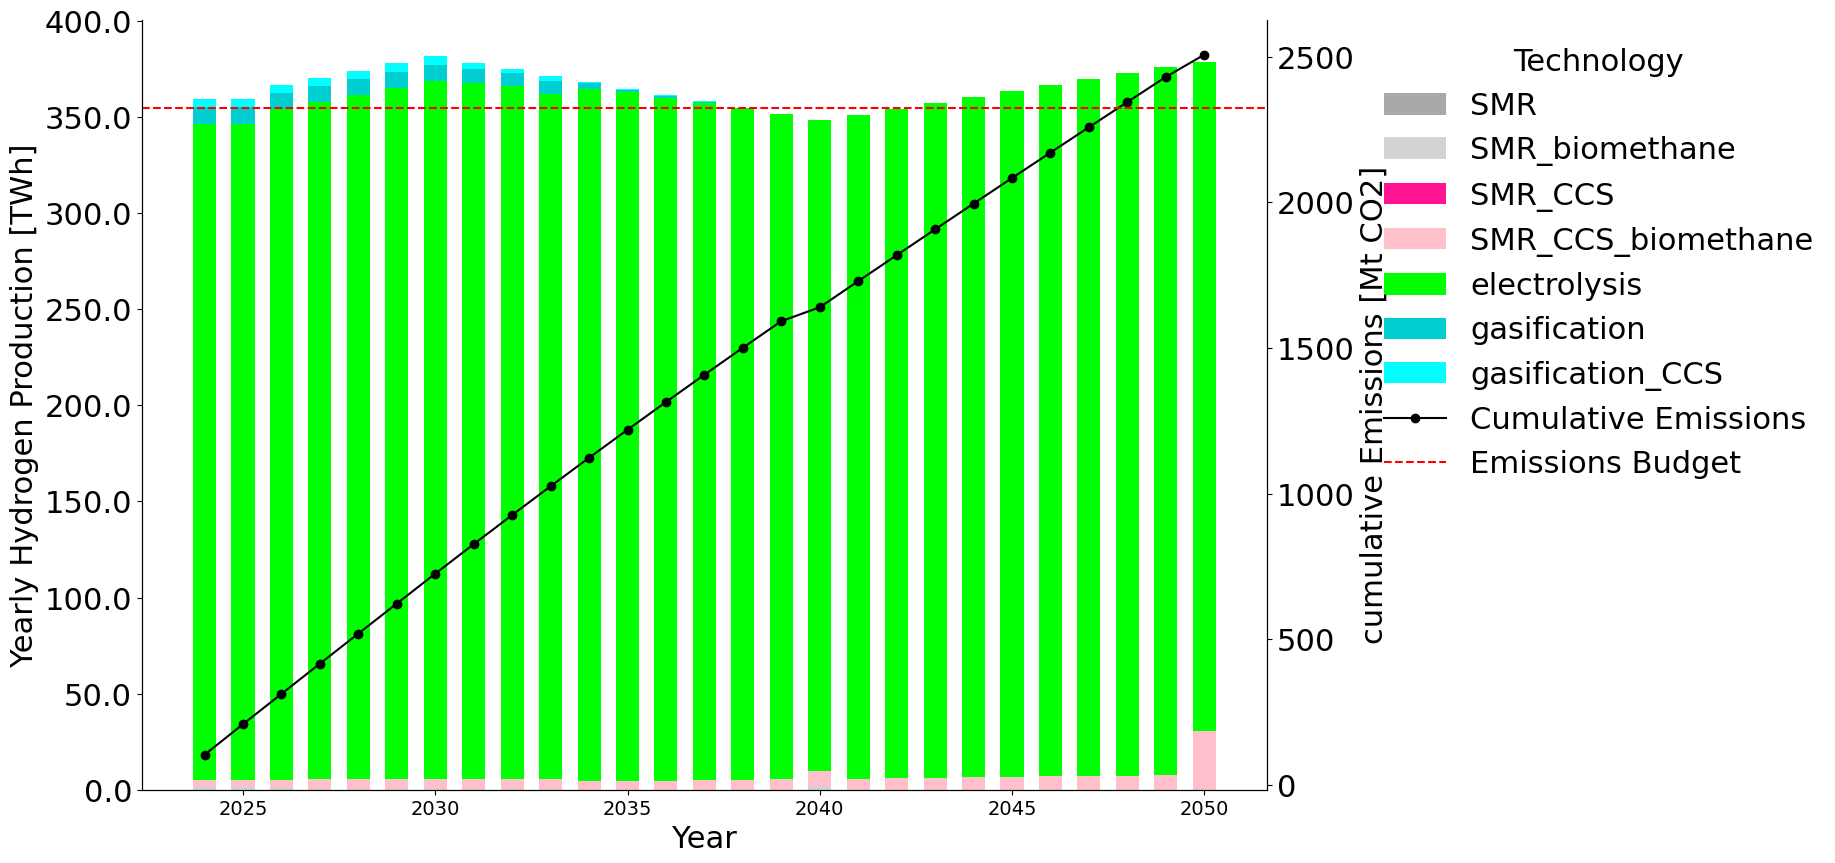 Yearly Hydrogen Production [TWh]
400.0
350.0
300.0
250.0
200.0
150.0
100.0
50.0
0.0
2025
2030
2035
2040
2045
2050
Year
2500
2000
1500
1000
500
0
cumulative Emissions [Mt CO2]
Technology
SMR
SMR_biomethane
SMR_CCS
SMR_CCS_biomethane
electrolysis
gasification
gasification_CCS
Cumulative Emissions
Emissions Budget